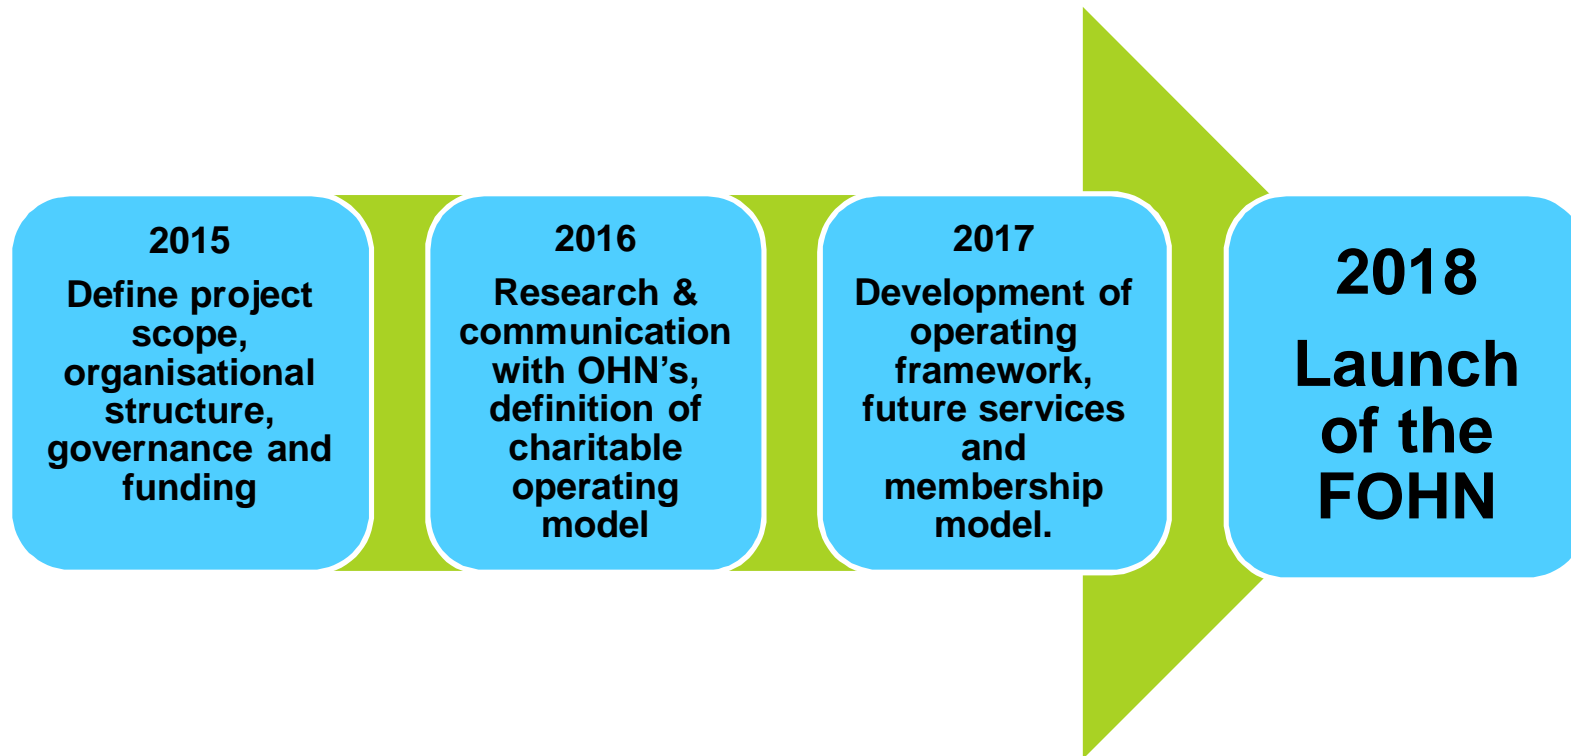 2015
Define project
scope,
organisational
structure,
governance and
funding
2016
Research &
communication
with OHN’s,
definition of
charitable
operating
model
2017
Development of
operating
framework,
future services
and
membership
model.
2018
Launch
of the
FOHN